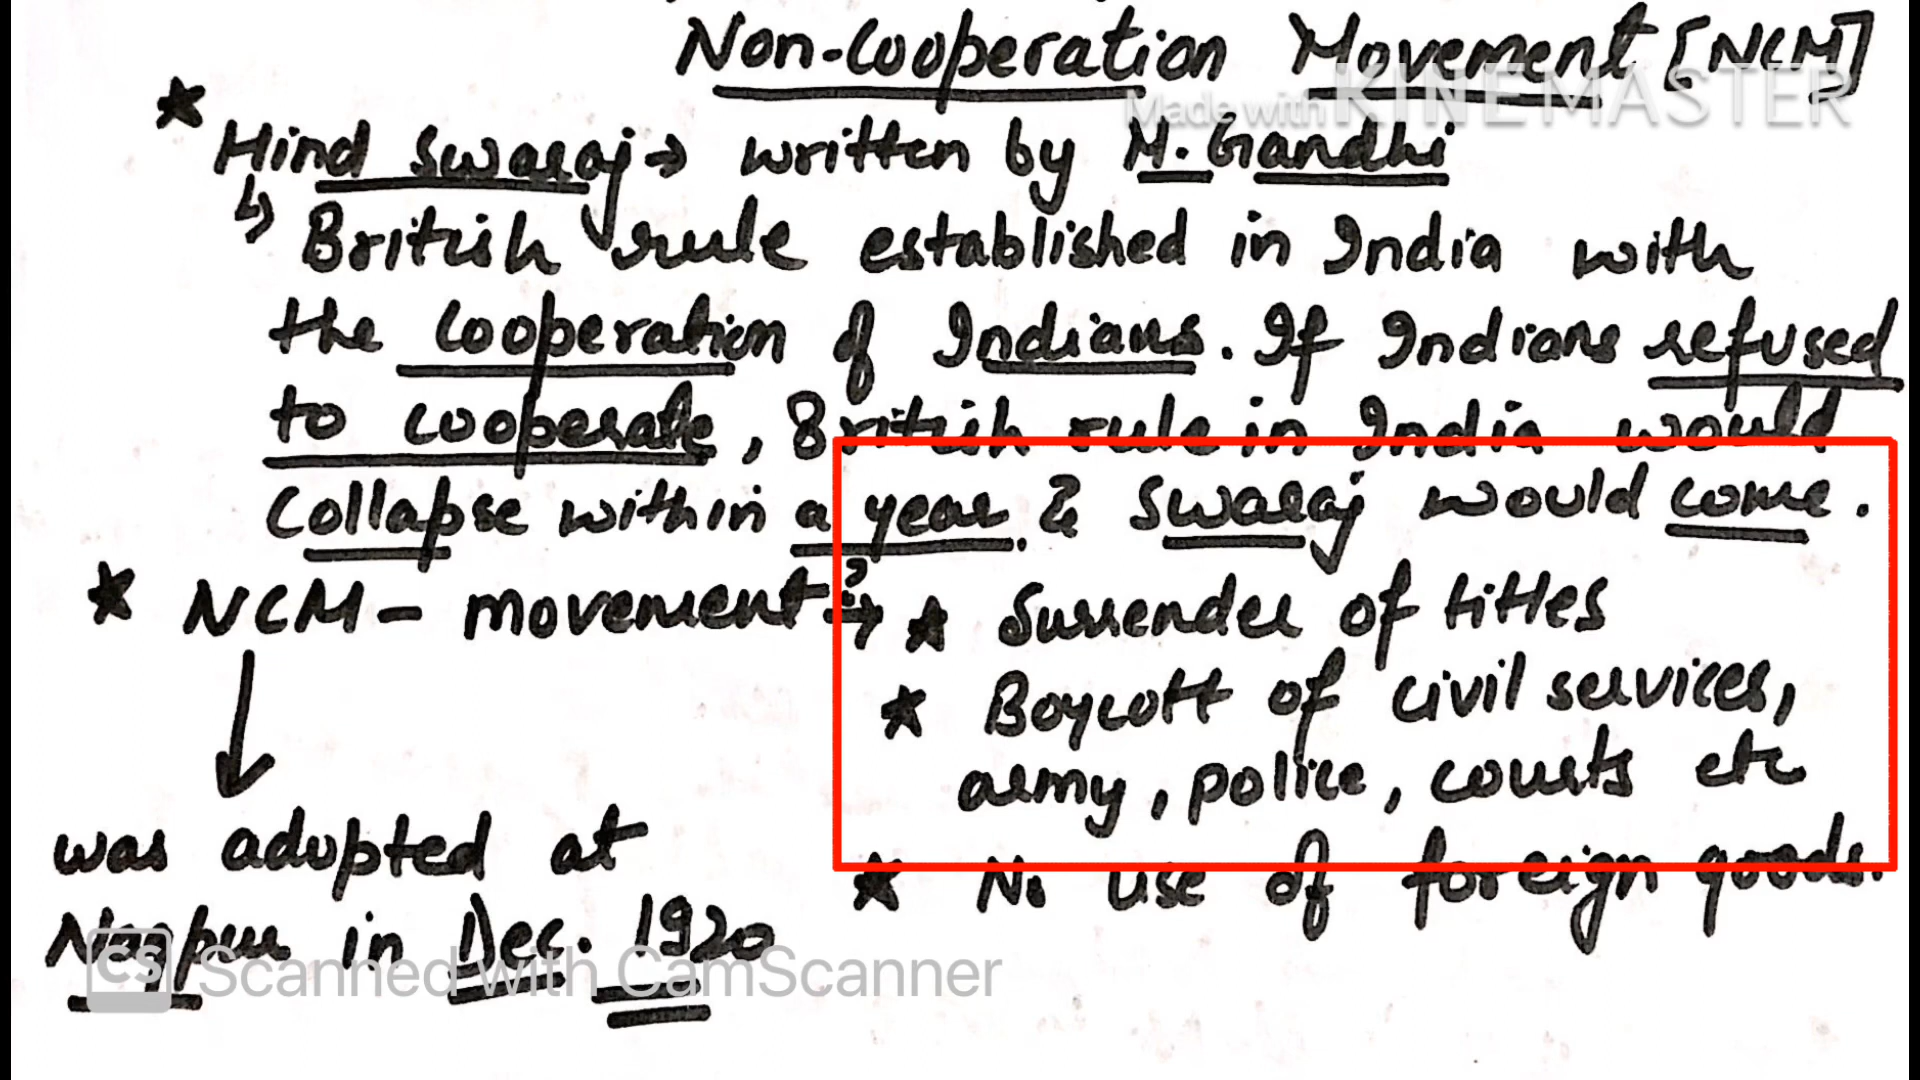 Non-Cooperation Movement [NCM]
Made with KINEMASTER
★ Hind Swaraj → written by M. Gandhi
↳ British rule established in India with
the cooperation of Indians. If Indians refused
to cooperate, British rule in India would
collapse within a year & Swaraj would come.
★ NCM - movement → ★ Surrender of titles
★ Boycott of civil services,
army, police, courts etc
★ No use of foreign goods.
was adopted at
Nagpur in Dec. 1920
CS Scanned with CamScanner